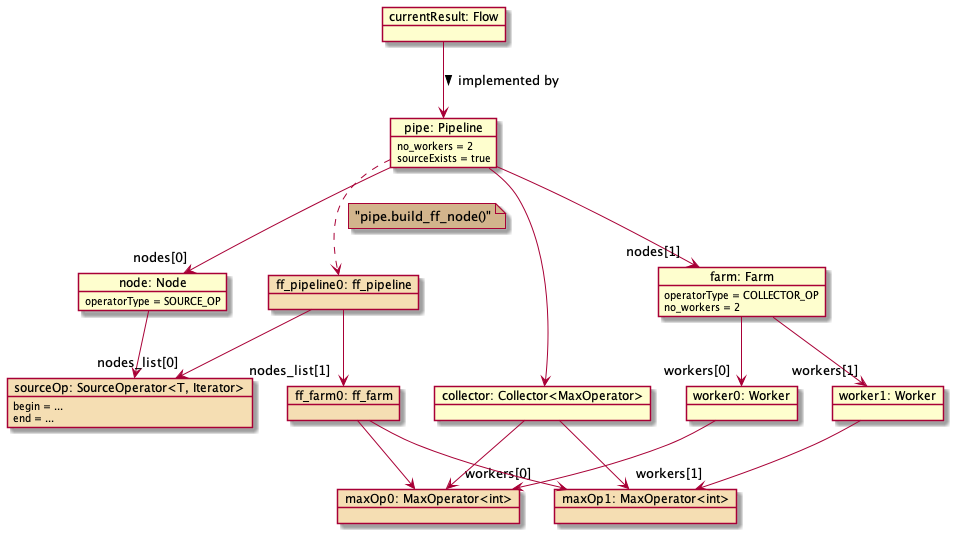 currentResult: Flow
implemented by
pipe: Pipeline
no_workers = 2
sourceExists = true
"pipe.build_ff_node()"
nodes[0]
nodes[1]
node: Node
operatorType = SOURCE_OP
ff_pipeline0: ff_pipeline
farm: Farm
operatorType = COLLECTOR_OP
no_workers = 2
nodes_list[0]
nodes_list[1]
workers[0]
workers[1]
sourceOp: SourceOperator<T, Iterator>
begin = ...
end = ...
ff_farm0: ff_farm
collector: Collector<MaxOperator>
worker0: Worker
worker1: Worker
workers[0]
workers[1]
maxOp0: MaxOperator<int>
maxOp1: MaxOperator<int>